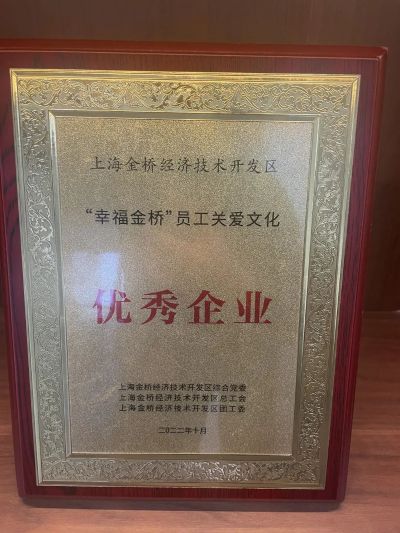 上海金桥经济技术开发区
“幸福金桥”员工关爱文化
优秀企业
上海金桥经济技术开发区综合党委
上海金桥经济技术开发区总工会
上海金桥经济技术开发区团工委
二〇二二年十月